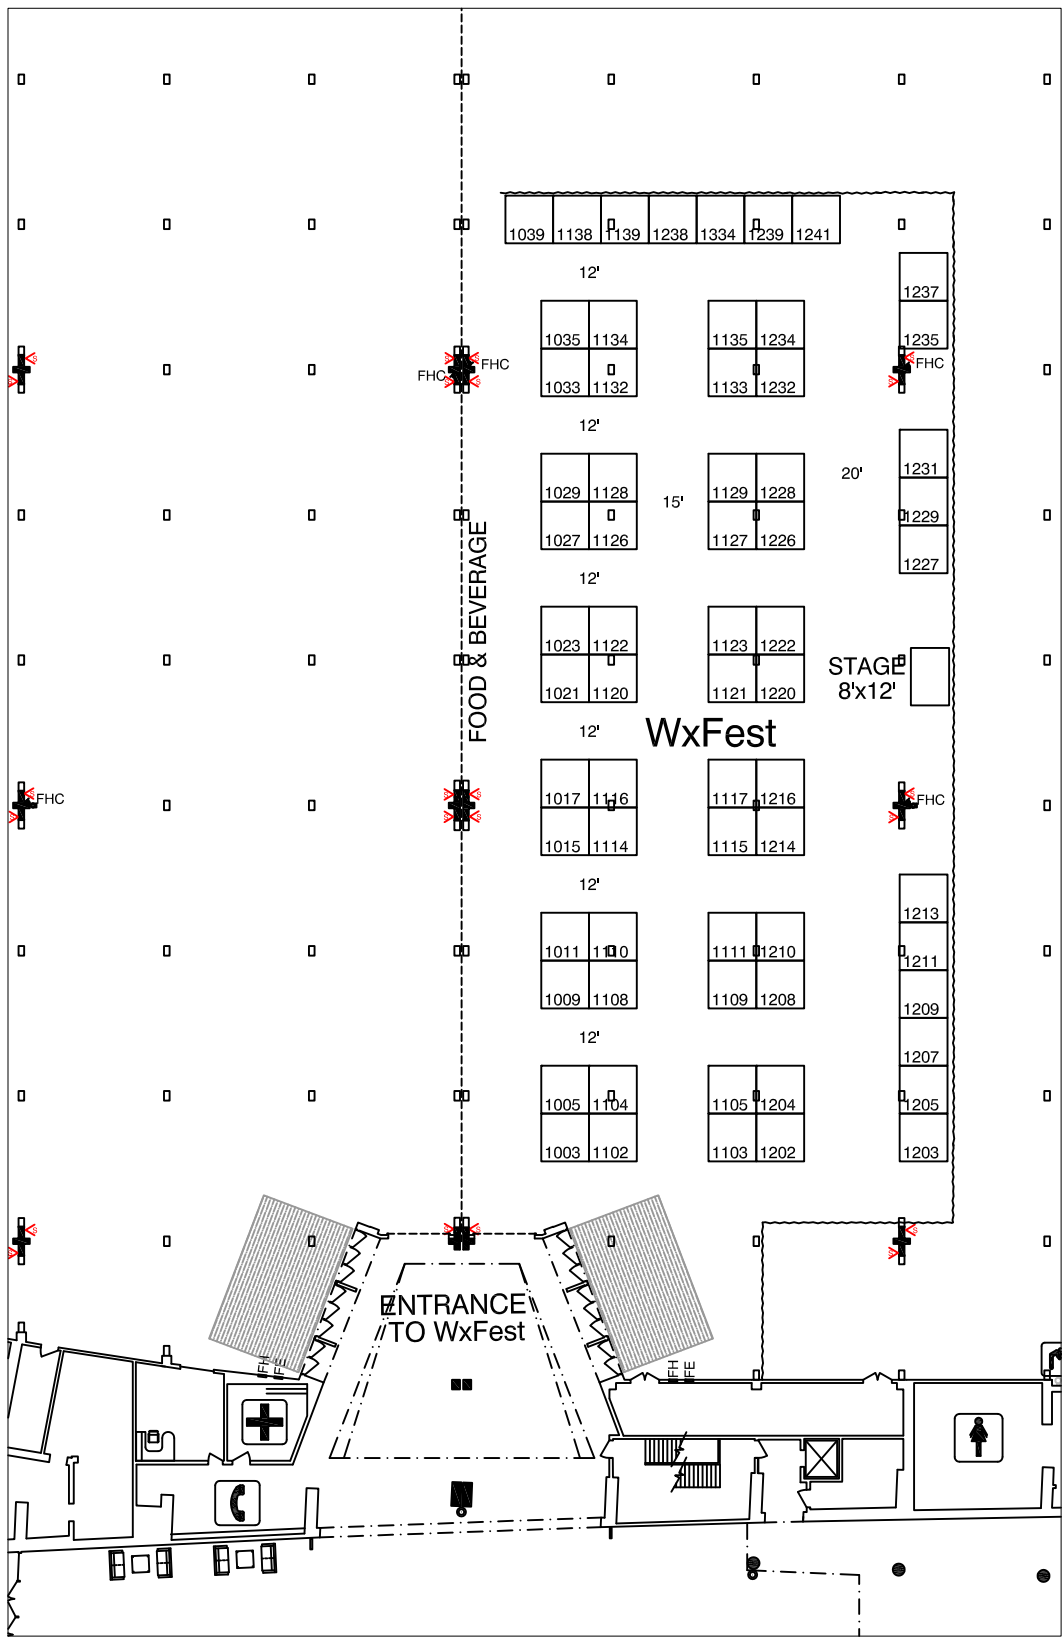 1039 1138 1139 1238 1334 1239 1241
12'
1237
1035 1134 1135 1234 1235
FHC FHC FHC
1033 1132 1133 1232
12'
1231
20'
1029 1128 1129 1228
15'
1229
1027 1126 1127 1226
1227
12'
FOOD & BEVERAGE
1023 1122 1123 1222
STAGE
8'x12'
1021 1120 1121 1220
12'
WxFest
1017 1116 1117 1216
FHC FHC
1015 1114 1115 1214
12'
1213
1011 1110 1111 1210
1211
1009 1108 1109 1208
1209
12'
1207
1005 1104 1105 1204 1205
1003 1102 1103 1202 1203
ENTRANCE
TO WxFest
FH
FE
FH
FE